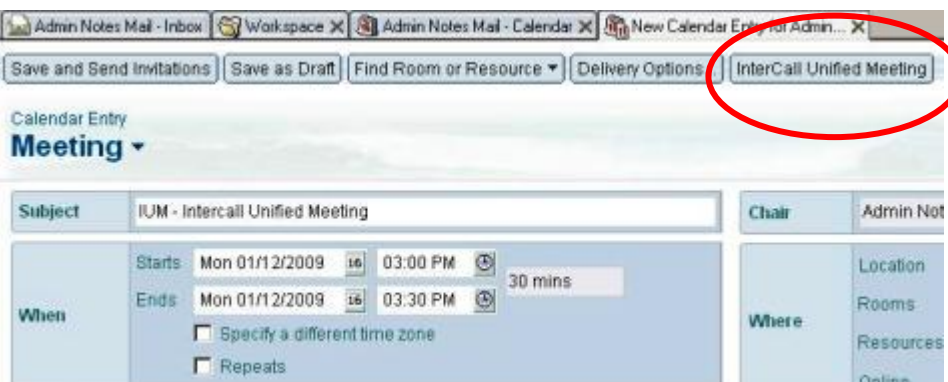 Admin Notes Mail - Inbox Workspace Admin Notes Mail - Calendar New Calendar Entry for Admin...
Save and Send Invitations Save as Draft Find Room or Resource Delivery Options... InterCall Unified Meeting
Calendar Entry
Meeting
Subject IUM - Intercall Unified Meeting Chair Admin Not
Starts Mon 01/12/2009 16 03:00 PM 30 mins Location
Ends Mon 01/12/2009 16 03:30 PM Rooms
When Where
Specify a different time zone Resources
Repeats
Online